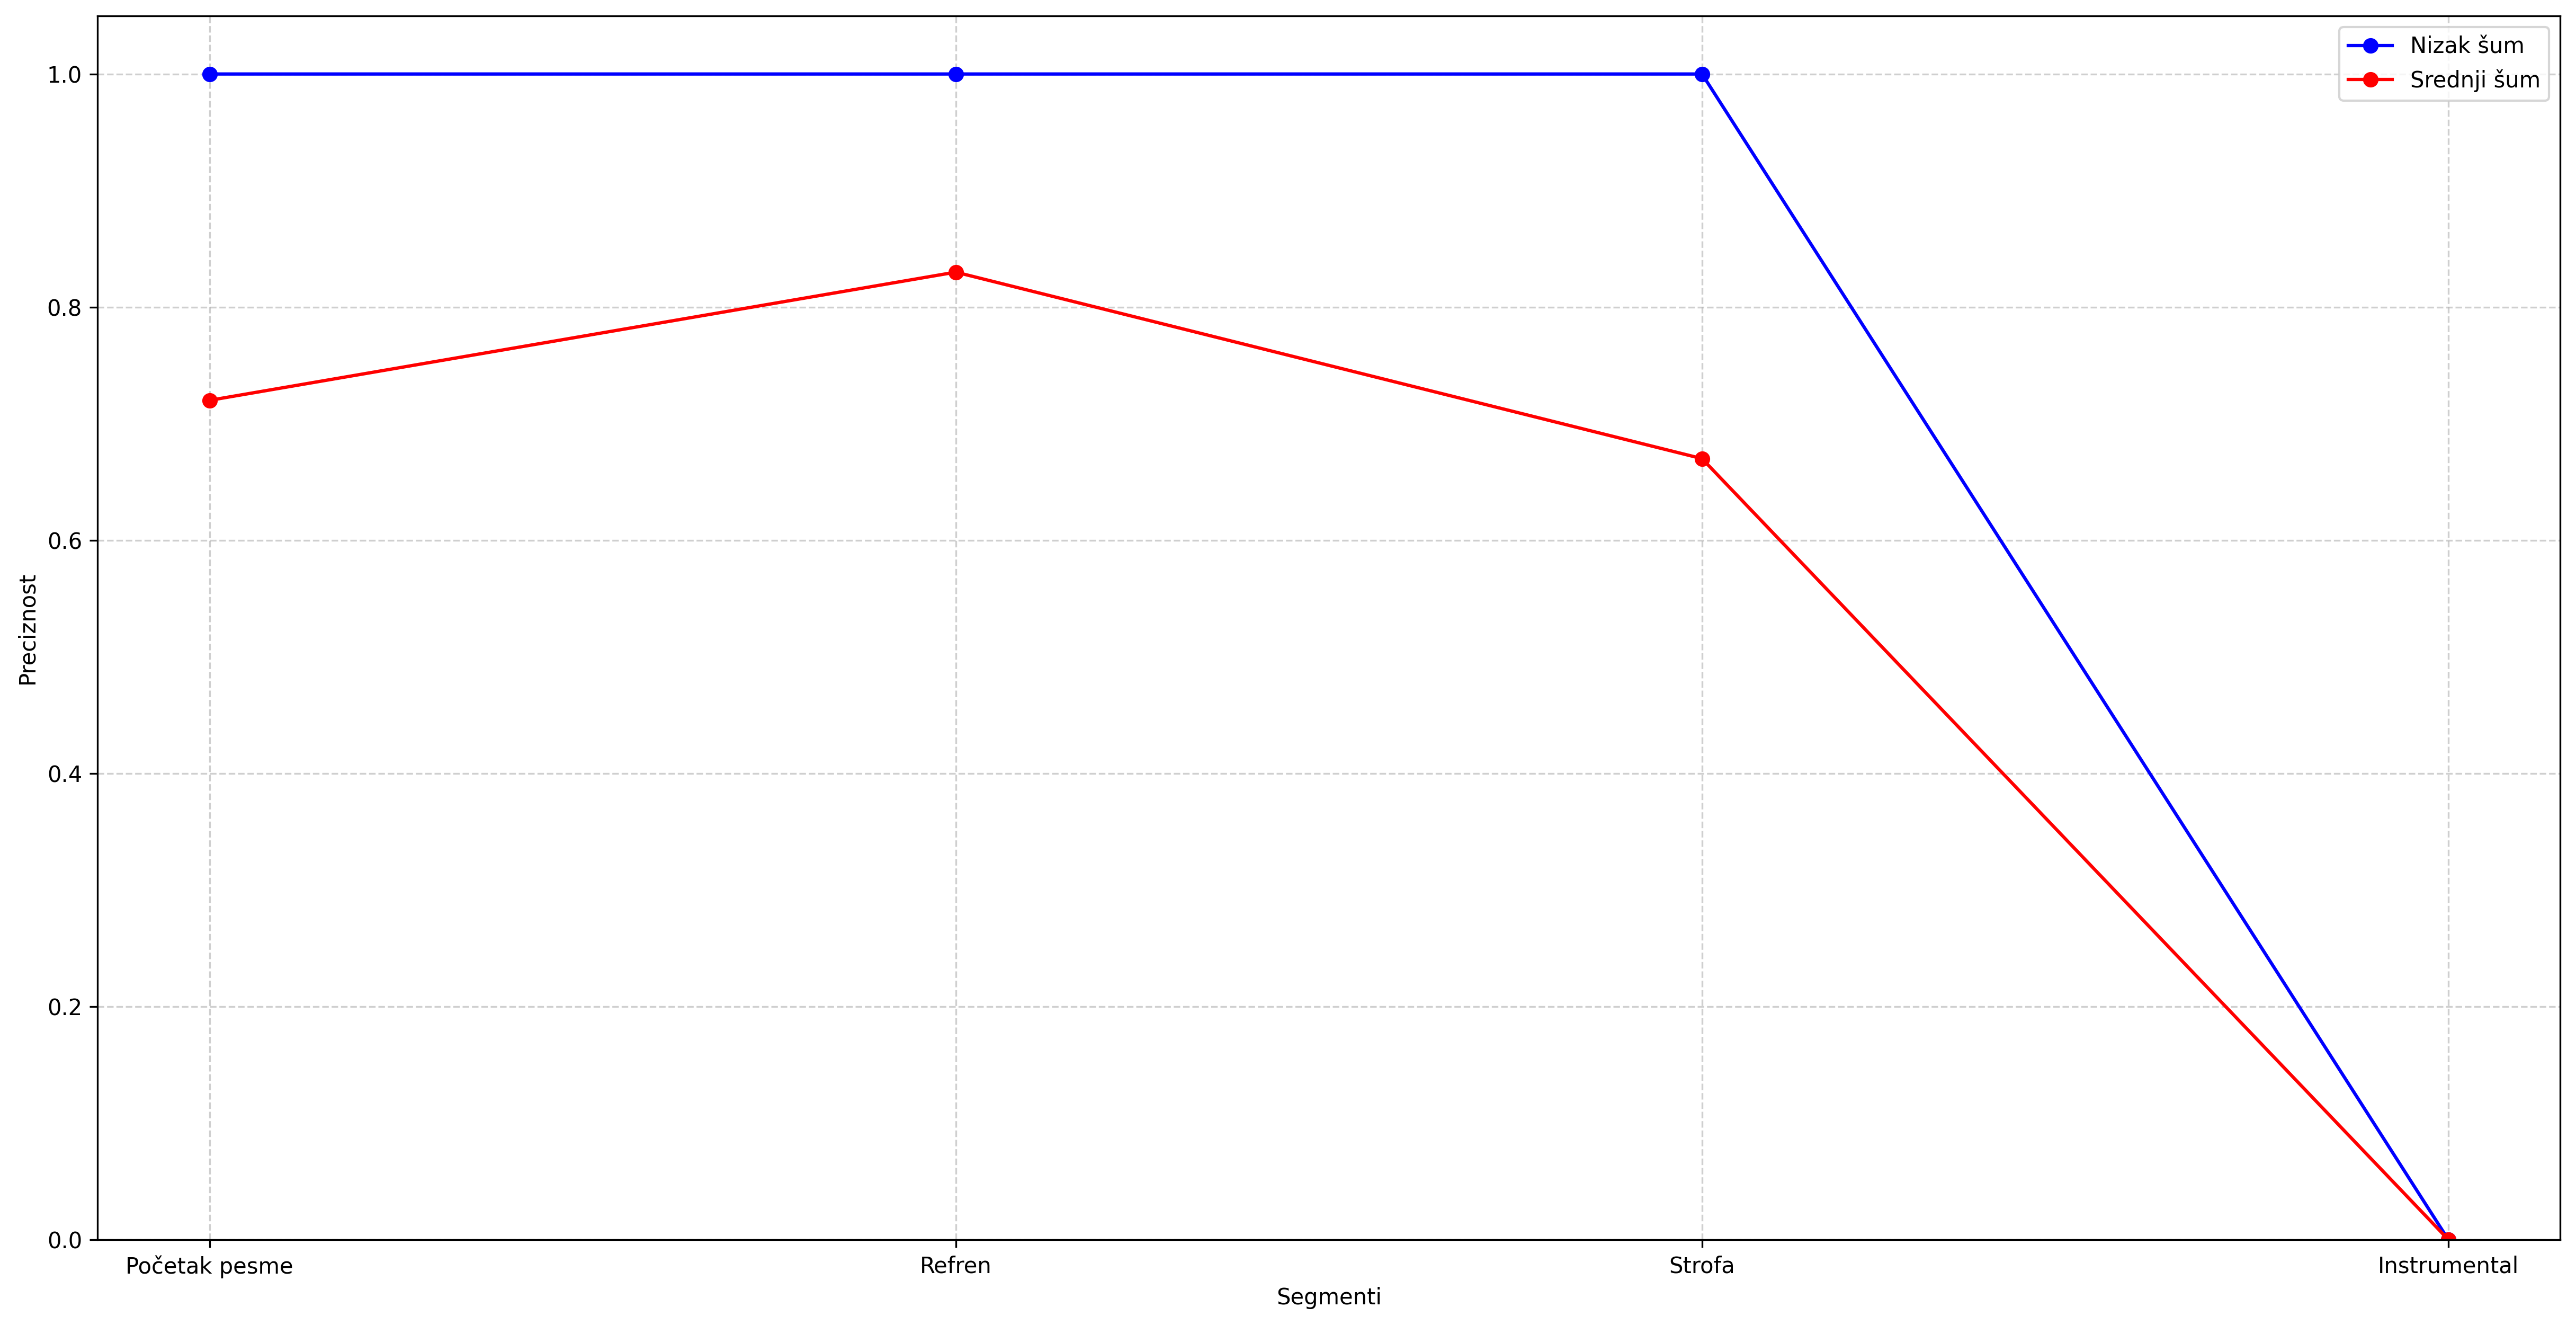 Nizak šum
Srednji šum
1.0
0.8
0.6
0.4
0.2
0.0
Preciznost
Početak pesme
Refren
Strofa
Instrumental
Segmenti